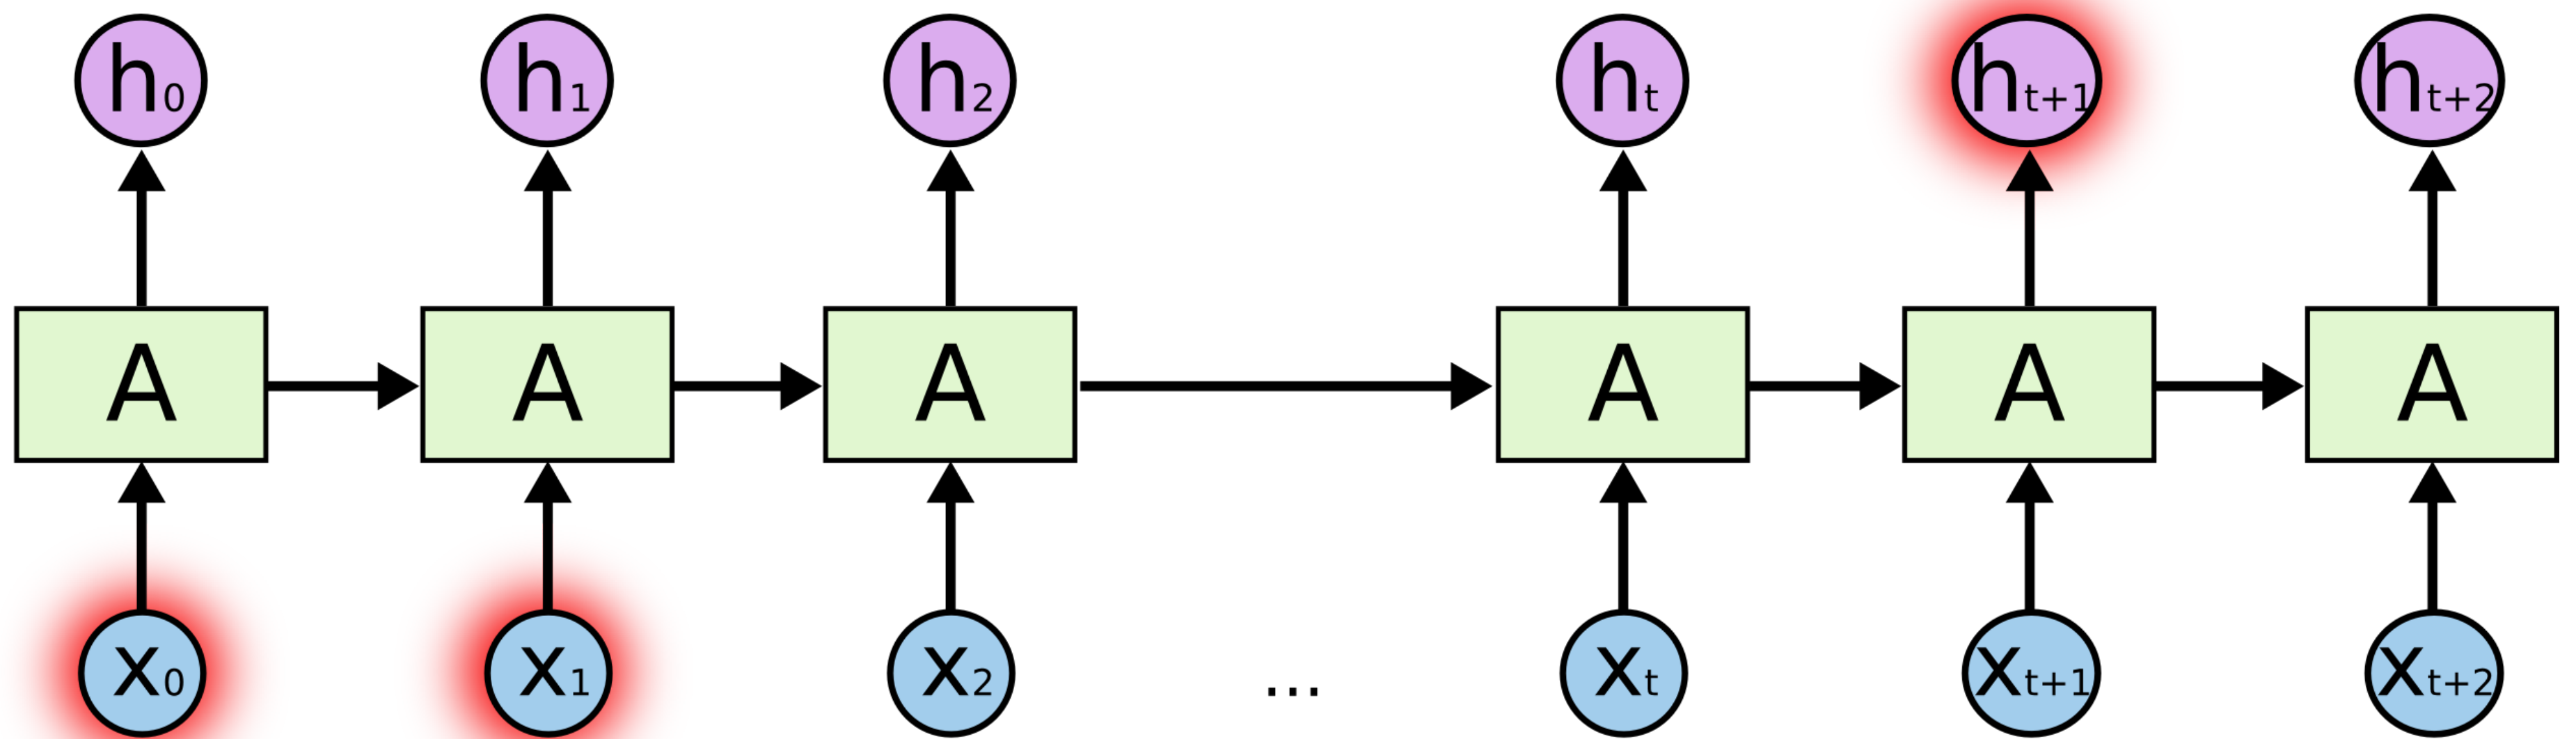 h₀ h₁ h₂ hₜ hₜ₊₁ hₜ₊₂
A A A A A A
x₀ x₁ x₂ ... xₜ xₜ₊₁ xₜ₊₂